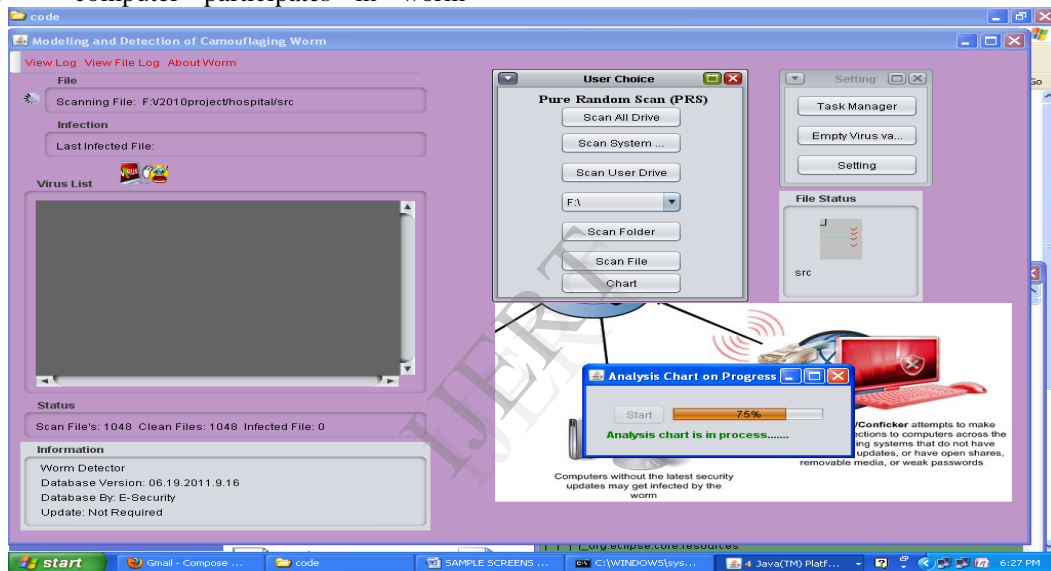 computer participates in worm
code
Modeling and Detection of Camouflaging Worm
View Log View File Log About Worm
File
Scanning File: F:\/2010project/hospital/src
Infection
Last Infected File:
Virus List
Status
Scan File's: 1048 Clean Files: 1048 Infected File: 0
Information
Worm Detector
Database Version: 06.19.2011.9.16
Database By: E-Security
Update: Not Required
User Choice
Pure Random Scan (PRS)
Scan All Drive
Scan System ...
Scan User Drive
F:\
Scan Folder
Scan File
Chart
Setting
Task Manager
Empty Virus va...
Setting
File Status
src
Go
IJERT
Analysis Chart on Progress
Start
75%
Analysis chart is in process.......
/Conficker attempts to make
ections to computers across the
ing systems that do not have
updates, or have open shares,
removable media, or weak passwords
Computers without the latest security
updates may get infected by the
worm
org.eclipse.core.resources
start
Gmail - Compose ...
code
SAMPLE SCREENS ...
C:\WINDOWS\sys...
4 Java(TM) Platf...
6:27 PM